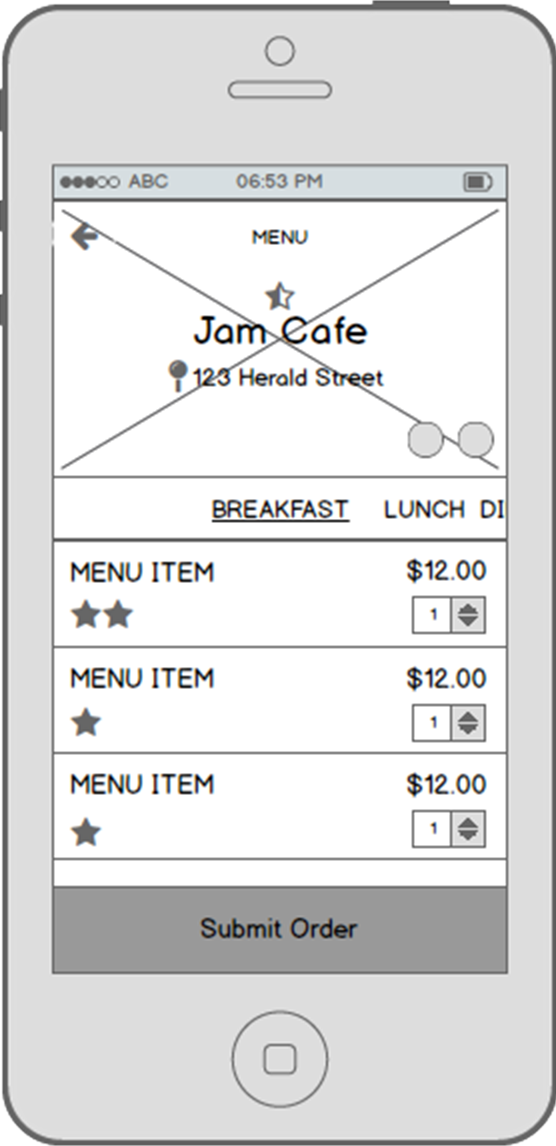 ABC 06:53 PM
MENU
Jam Cafe
123 Herald Street
BREAKFAST LUNCH DI
MENU ITEM $12.00
1
MENU ITEM $12.00
1
MENU ITEM $12.00
1
Submit Order